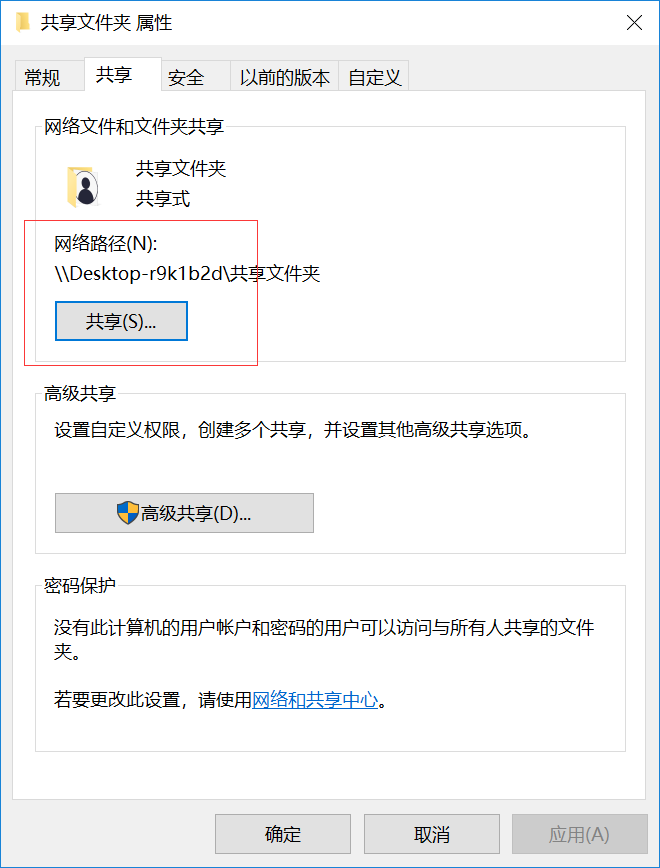 共享文件夹 属性
常规
共享
安全
以前的版本
自定义
网络文件和文件夹共享
共享文件夹
共享式
网络路径(N):
\\Desktop-r9k1b2d\共享文件夹
共享(S)...
高级共享
设置自定义权限，创建多个共享，并设置其他高级共享选项。
高级共享(D)...
密码保护
没有此计算机的用户帐户和密码的用户可以访问与所有人共享的文件
夹。
若要更改此设置，请使用网络和共享中心。
确定
取消
应用(A)